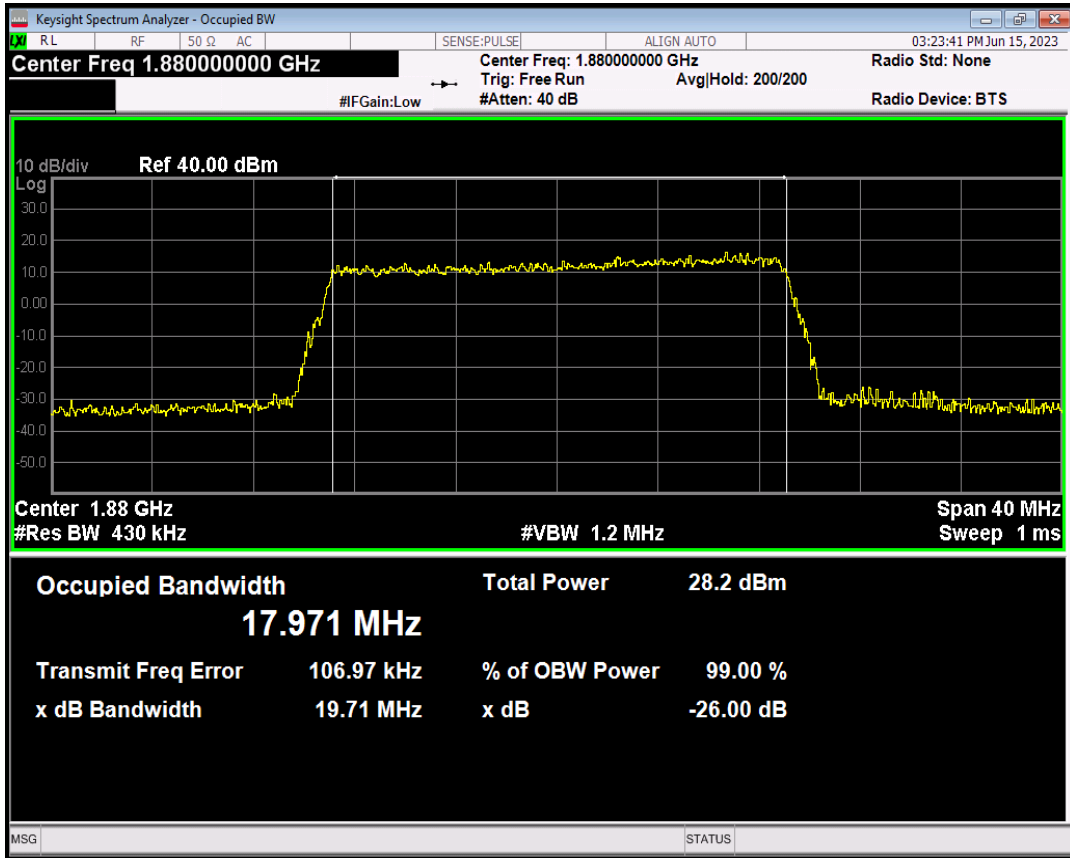 Keysight Spectrum Analyzer - Occupied BW
LXI RL RF 50 Ω AC SENSE:PULSE ALIGN AUTO 03:23:41 PM Jun 15, 2023
Center Freq 1.880000000 GHz Center Freq: 1.880000000 GHz Radio Std: None
Trig: Free Run Avg|Hold: 200/200
#IFGain:Low #Atten: 40 dB Radio Device: BTS
10 dB/div Ref 40.00 dBm
Log
30.0
20.0
10.0
0.00
-10.0
-20.0
-30.0
-40.0
-50.0
Center 1.88 GHz Span 40 MHz
#Res BW 430 kHz #VBW 1.2 MHz Sweep 1 ms
Occupied Bandwidth Total Power 28.2 dBm
17.971 MHz
Transmit Freq Error 106.97 kHz % of OBW Power 99.00 %
x dB Bandwidth 19.71 MHz x dB -26.00 dB
MSG STATUS